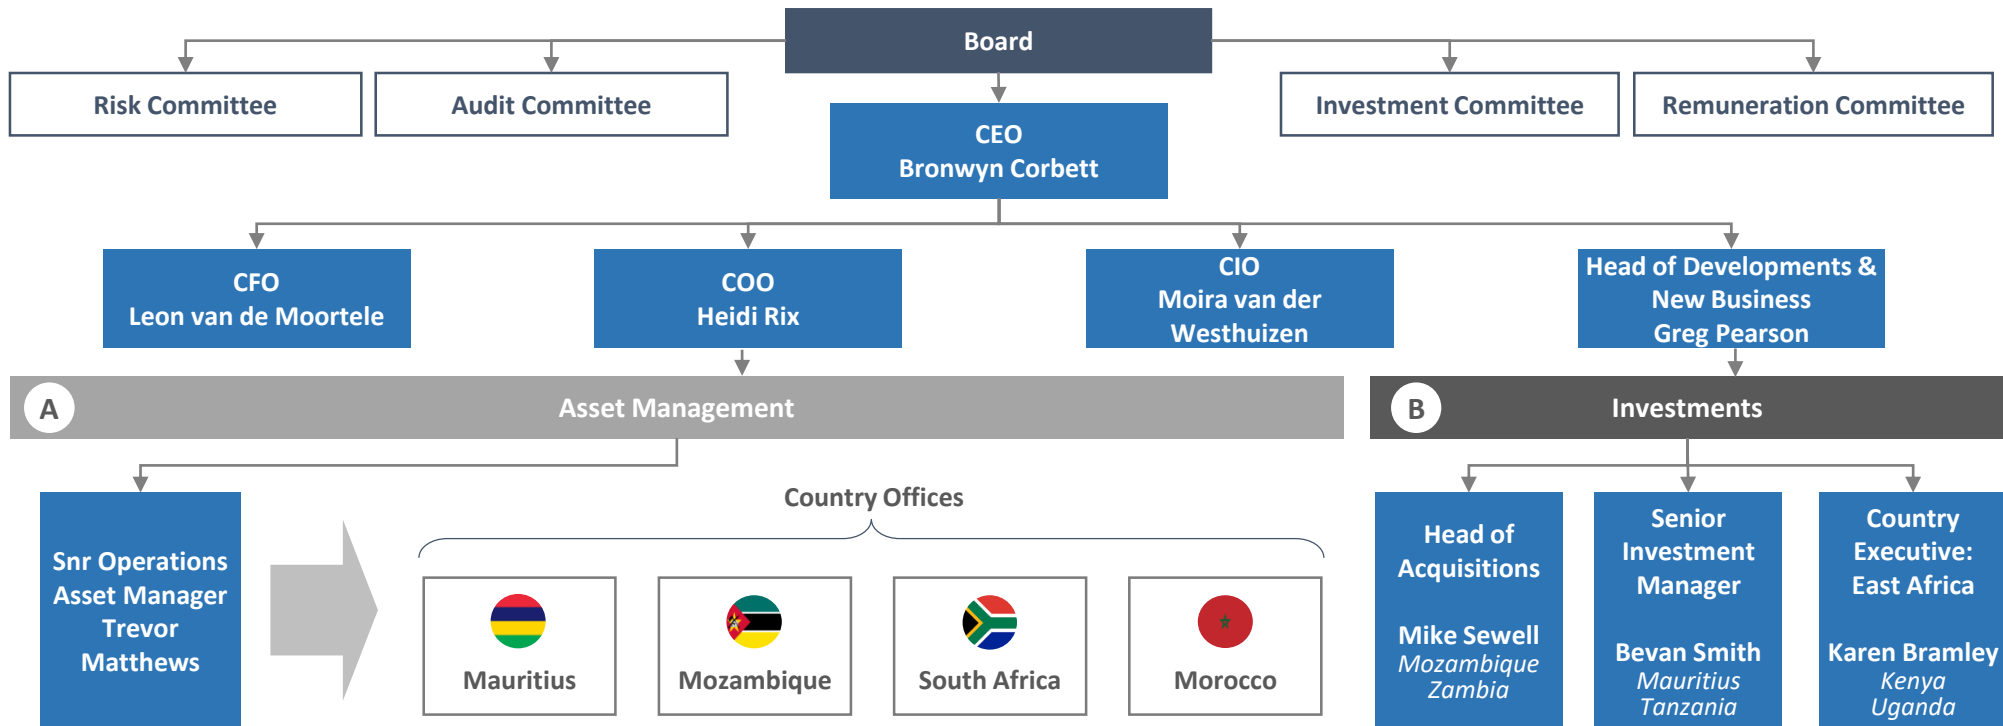 Board
Risk Committee
Audit Committee
Investment Committee
Remuneration Committee
CEO
Bronwyn Corbett
CFO
Leon van de Moortele
COO
Heidi Rix
CIO
Moira van der
Westhuizen
Head of Developments &
New Business
Greg Pearson
A
Asset Management
B
Investments
Snr Operations
Asset Manager
Trevor
Matthews
Country Offices
Mauritius
Mozambique
South Africa
Morocco
Head of
Acquisitions
Mike Sewell
Mozambique
Zambia
Senior
Investment
Manager
Bevan Smith
Mauritius
Tanzania
Country
Executive:
East Africa
Karen Bramley
Kenya
Uganda